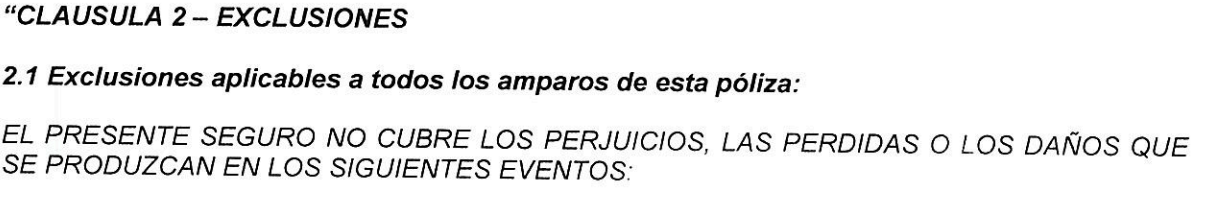 “CLAUSULA 2 – EXCLUSIONES
2.1 Exclusiones aplicables a todos los amparos de esta póliza:
EL PRESENTE SEGURO NO CUBRE LOS PERJUICIOS, LAS PERDIDAS O LOS DAÑOS QUE
SE PRODUZCAN EN LOS SIGUIENTES EVENTOS: